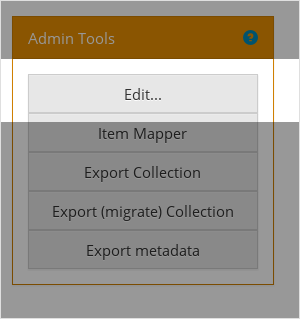 Admin Tools
Edit...
Item Mapper
Export Collection
Export (migrate) Collection
Export metadata